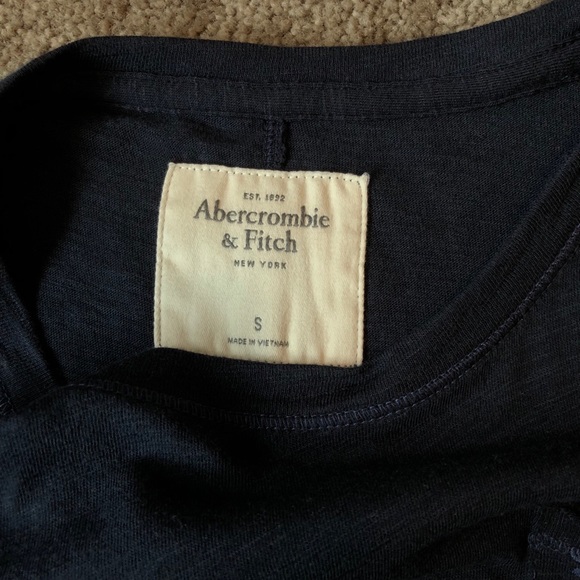 EST. 1892
Abercrombie
& Fitch
NEW YORK
S
MADE IN VIETNAM